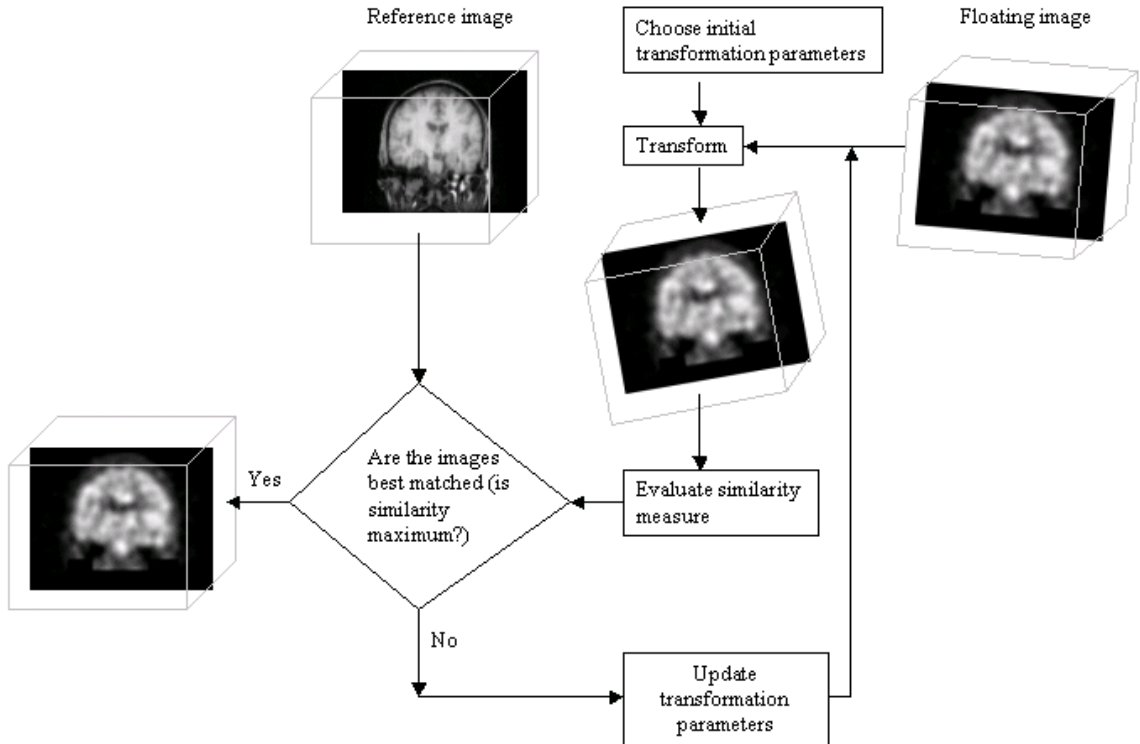 Reference image
Choose initial
transformation parameters
Floating image
Transform
Are the images
best matched (is
similarity
maximum?)
Yes
Evaluate similarity
measure
No
Update
transformation
parameters